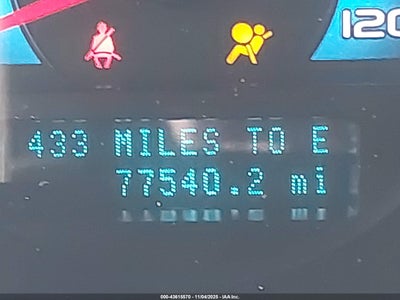 120
433 MILES TO E
77540.2 mi
000-43615570 - 11/04/2025 - IAA Inc.